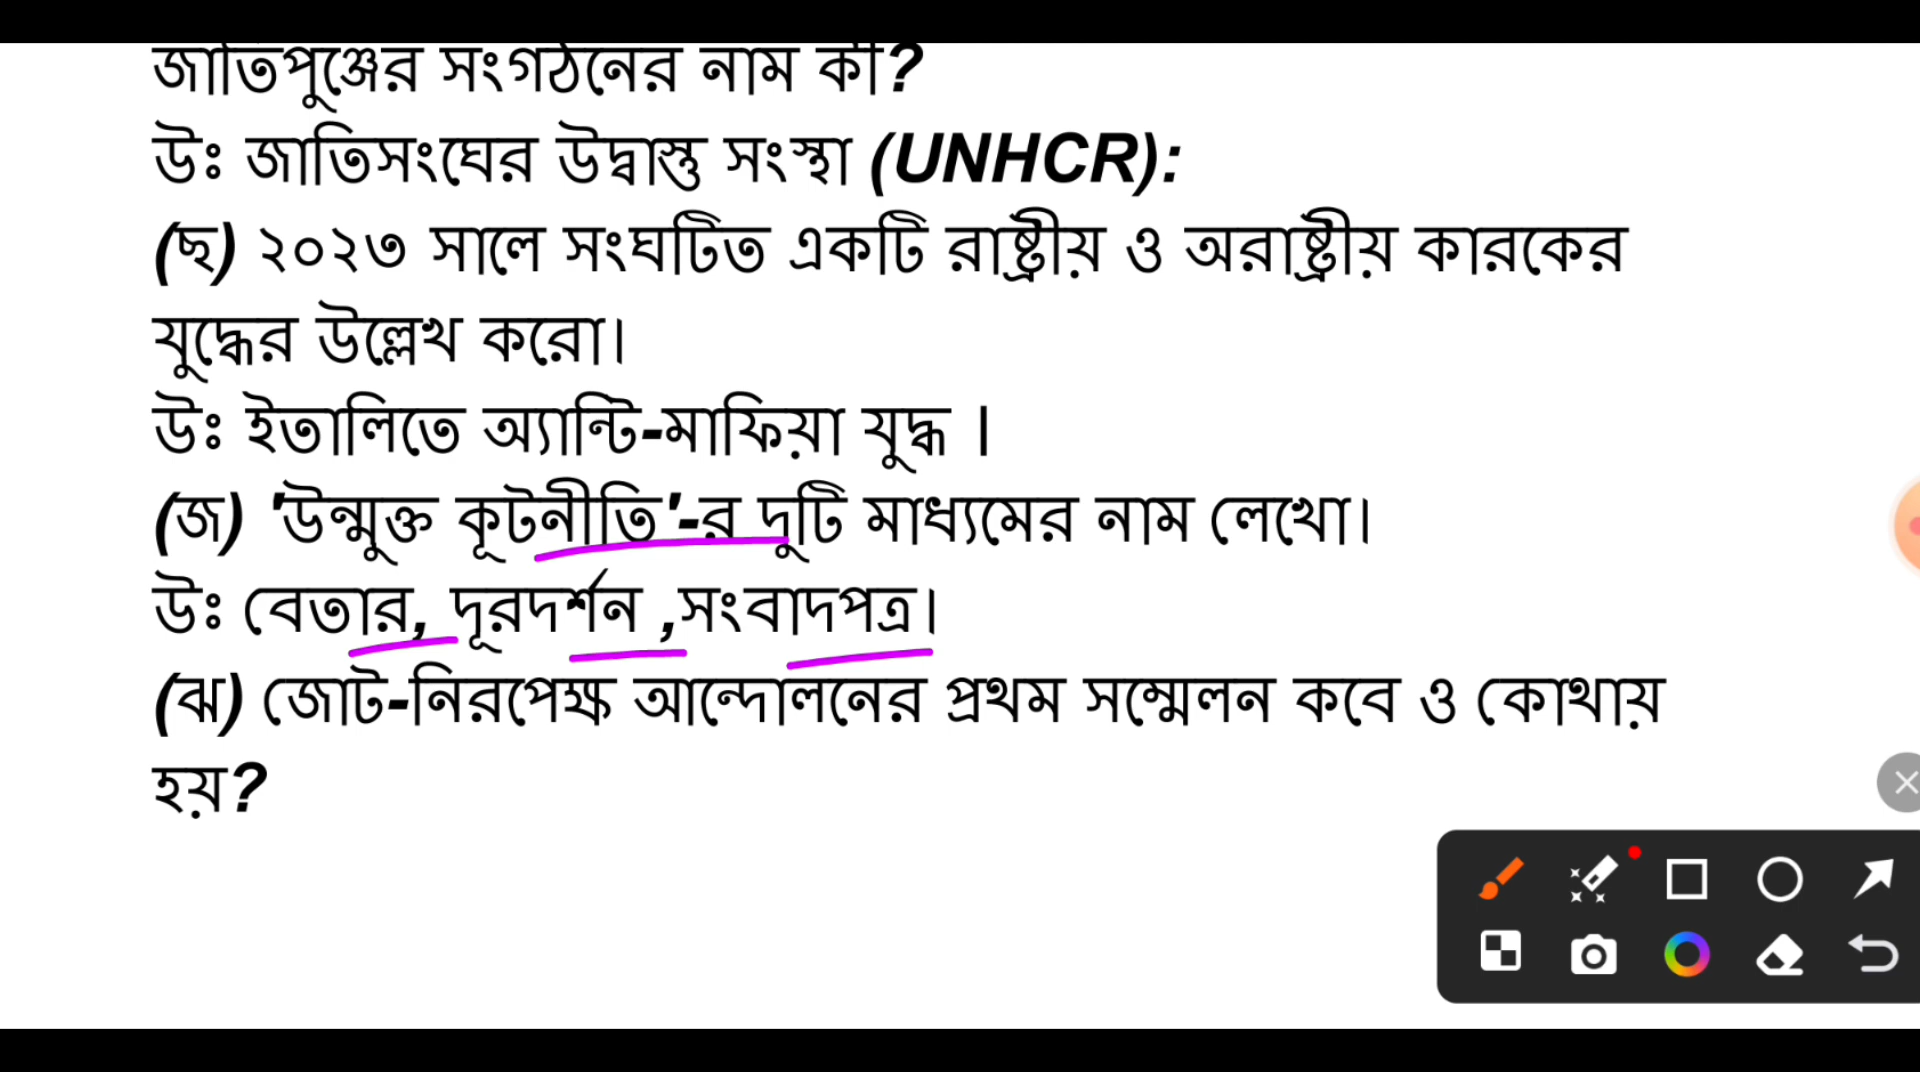 জাতিপুঞ্জের সংগঠনের নাম কী?
উঃ জাতিসংঘের উদ্বাস্তু সংস্থা (UNHCR):
(ছ) ২০২৩ সালে সংঘটিত একটি রাষ্ট্রীয় ও অরাষ্ট্রীয় কারকের
যুদ্ধের উল্লেখ করো।
উঃ ইতালিতে অ্যান্টি-মাফিয়া যুদ্ধ ।
(জ) 'উন্মুক্ত কূটনীতি'-র দুটি মাধ্যমের নাম লেখো।
উঃ বেতার, দূরদর্শন ,সংবাদপত্র।
(ঝ) জোট-নিরপেক্ষ আন্দোলনের প্রথম সম্মেলন কবে ও কোথায়
হয়?